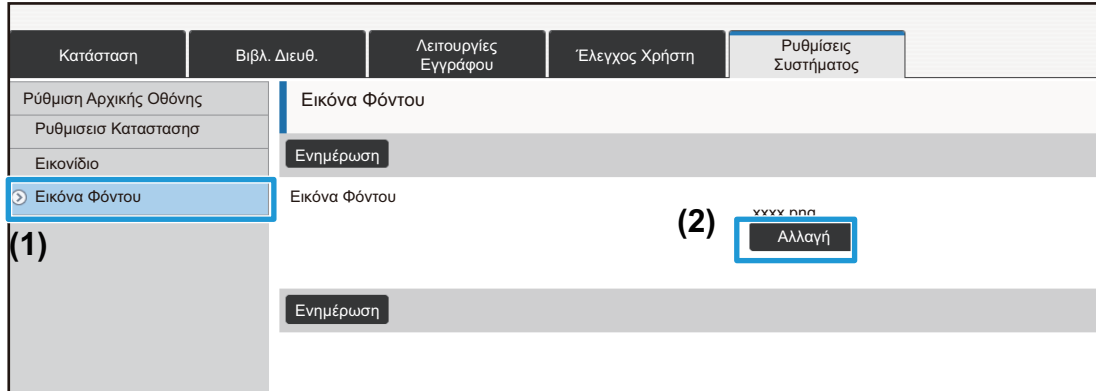 Κατάσταση
Βιβλ. Διευθ.
Λειτουργίες
Εγγράφου
Έλεγχος Χρήστη
Ρυθμίσεις
Συστήματος
Ρύθμιση Αρχικής Οθόνης
Ρυθμισεισ Καταστασησ
Εικονίδιο
Εικόνα Φόντου
(1)
Εικόνα Φόντου
Ενημέρωση
Εικόνα Φόντου
xxxx.png
(2)
Αλλαγή
Ενημέρωση